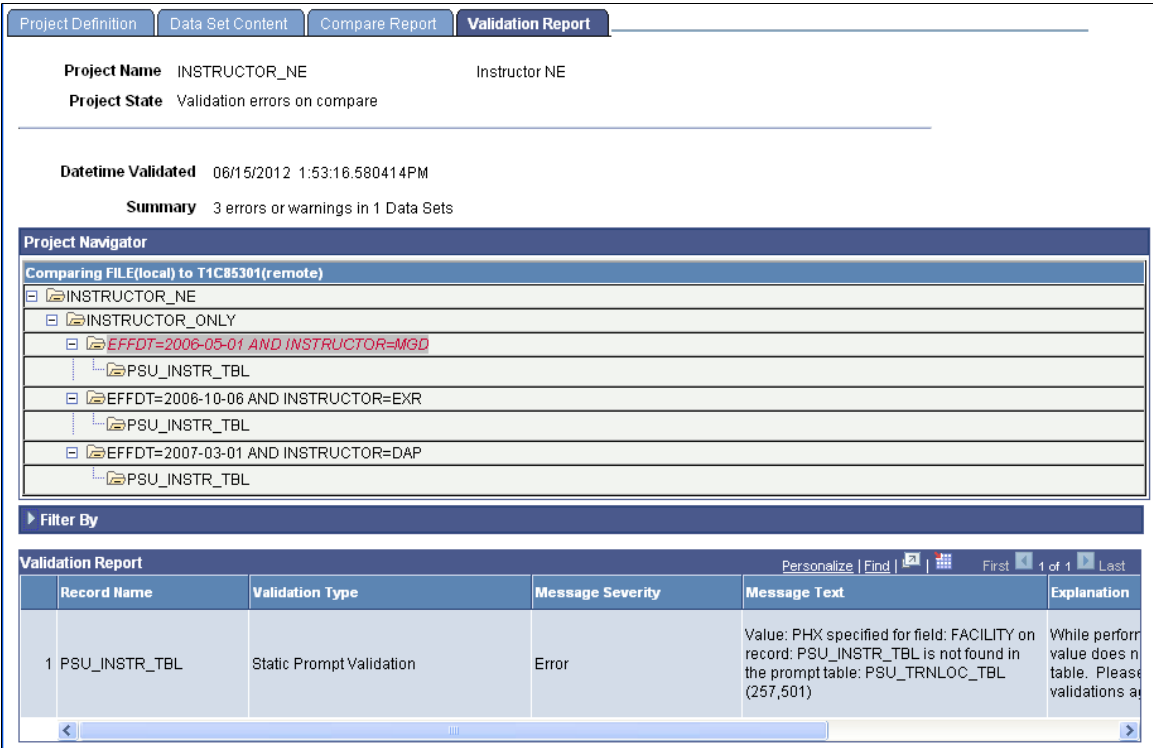 Project Definition Data Set Content Compare Report Validation Report
Project Name INSTRUCTOR_NE Instructor NE
Project State Validation errors on compare
Datetime Validated 06/15/2012 1:53:16.580414PM
Summary 3 errors or warnings in 1 Data Sets
Project Navigator
Comparing FILE(local) to T1C85301(remote)
INSTRUCTOR_NE
INSTRUCTOR_ONLY
EFFDT=2006-05-01 AND INSTRUCTOR=MGD
PSU_INSTR_TBL
EFFDT=2006-10-06 AND INSTRUCTOR=EXR
PSU_INSTR_TBL
EFFDT=2007-03-01 AND INSTRUCTOR=DAP
PSU_INSTR_TBL
Filter By
Validation Report Personalize | Find | | First 1 of 1 Last
Record Name Validation Type Message Severity Message Text Explanation
1 PSU_INSTR_TBL Static Prompt Validation Error
Value: PHX specified for field: FACILITY on
record: PSU_INSTR_TBL is not found in
the prompt table: PSU_TRNLOC_TBL
(257,501)
While perform
value does n
table. Please
validations a